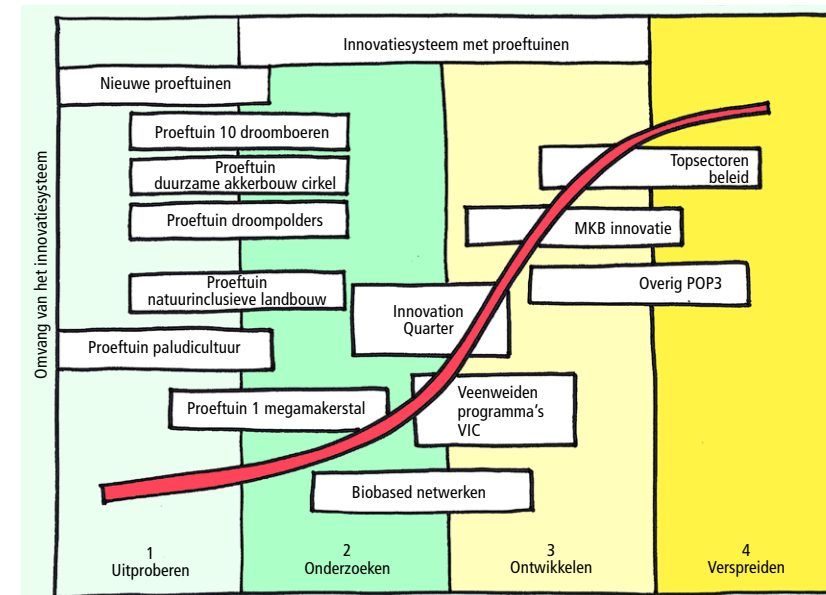 Innovatiesysteem met proeftuinen
Nieuwe proeftuinen
Proeftuin 10 droomboeren
Proeftuin
duurzame akkerbouw cirkel
Proeftuin droompolders
Proeftuin
natuurinclusieve landbouw
Proeftuin paludicultuur
Proeftuin 1 megamakerstal
Topsectoren
beleid
MKB innovatie
Overig POP3
Innovation
Quarter
Veenweiden
programma's
VIC
Biobased netwerken
Omvang van het innovatiesysteem
1
Uitproberen
2
Onderzoeken
3
Ontwikkelen
4
Verspreiden